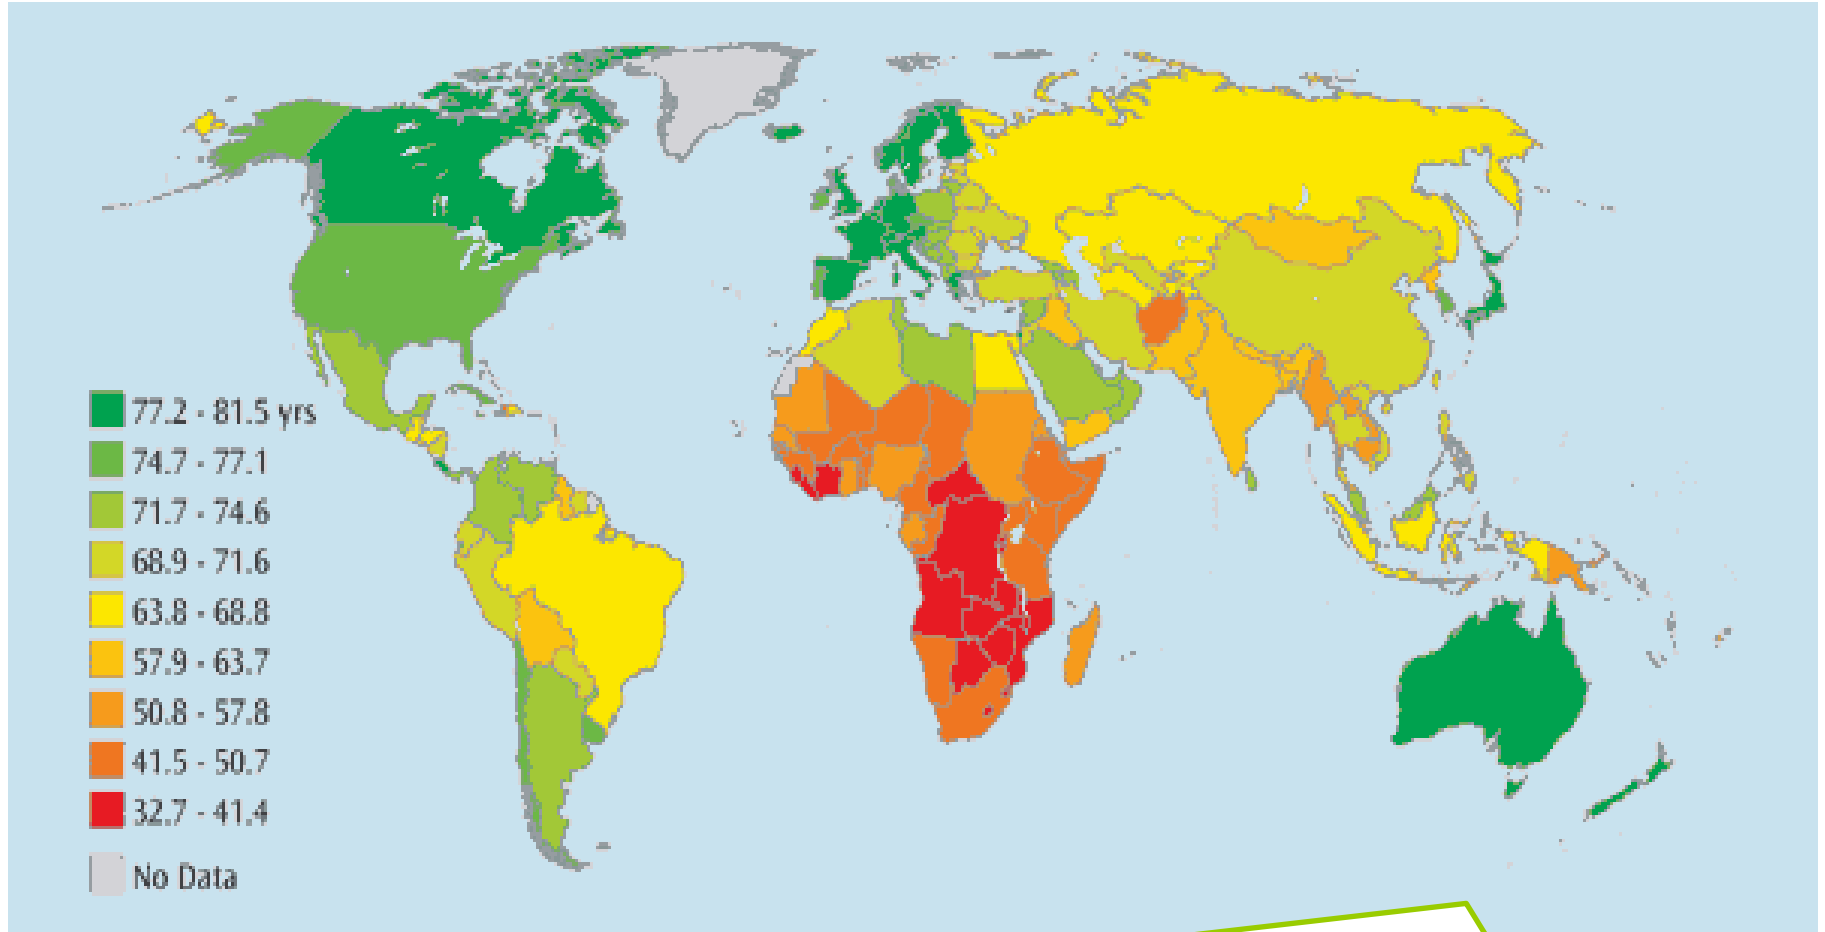 77.2 - 81.5 yrs
74.7 - 77.1
71.7 - 74.6
68.9 - 71.6
63.8 - 68.8
57.9 - 63.7
50.8 - 57.8
41.5 - 50.7
32.7 - 41.4
No Data